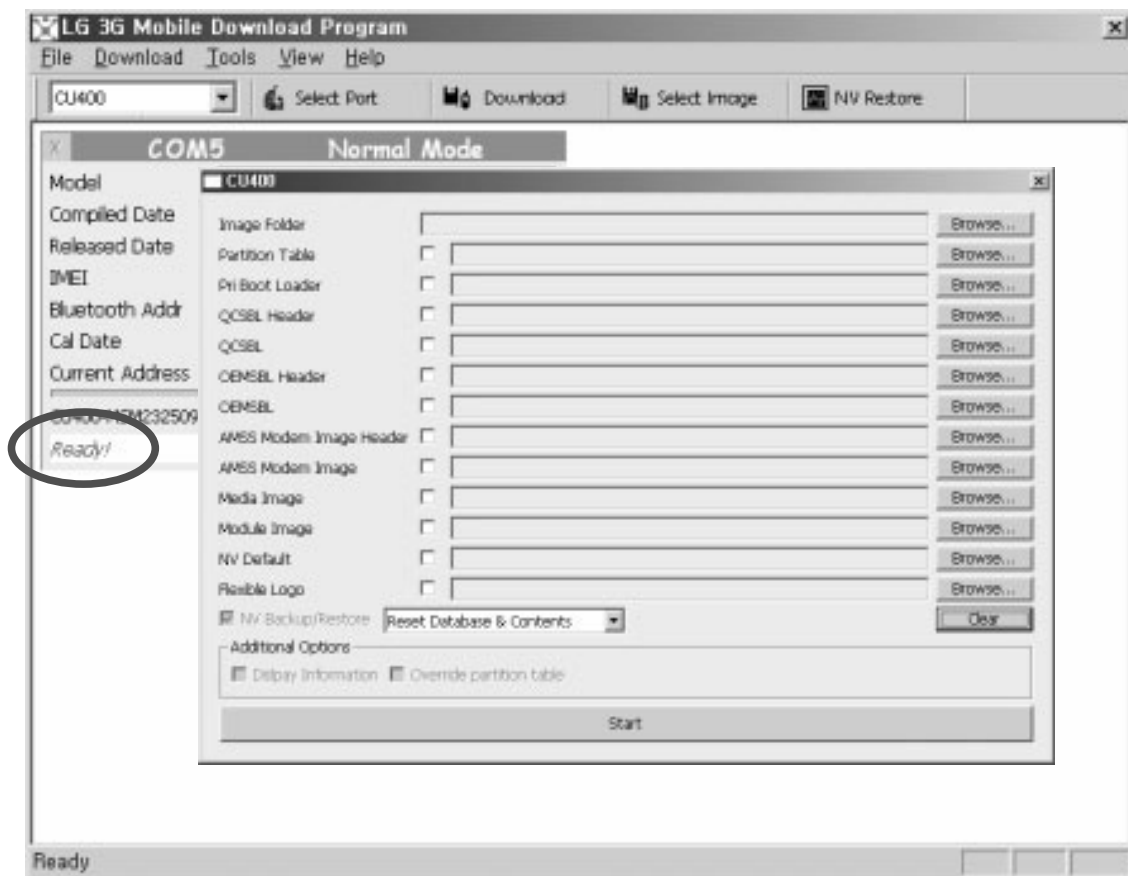 LG 3G Mobile Download Program
File Download Tools View Help
CU400 Select Port Download Select Image NV Restore
COM5 Normal Mode
Model
Compiled Date
Released Date
IMEI
Bluetooth Addr
Cal Date
Current Address
Ready!
CU400
Image Folder Browse...
Partition Table Browse...
Pri Boot Loader Browse...
QCSBL Header Browse...
QCSBL Browse...
OEMSBL Header Browse...
OEMSBL Browse...
AMSS Modem Image Header Browse...
AMSS Modem Image Browse...
Media Image Browse...
Module Image Browse...
NV Default Browse...
Flexible Logo Browse...
NV Backup/Restore Reset Database & Contents Clear
Additional Options
Dislpay Information Override partition table
Start
Ready